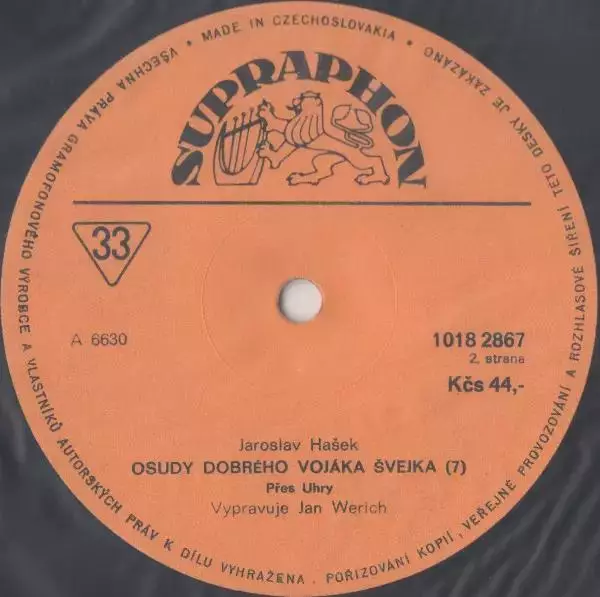 VŠECHNA PRÁVA GRAMOFONOVÉHO VÝROBCE A VLASTNÍKŮ AUTORSKÝCH PRÁV K DÍLU VYHRAŽENA. POŘIZOVÁNÍ KOPIÍ, VEŘEJNÉ PROVOZOVÁNÍ A ROZHLASOVÉ ŠÍŘENÍ TÉTO DESKY JE ZAKÁZÁNO
• MADE IN CZECHOSLOVAKIA •
SUPRAPHON
33
A 6630
1018 2867
2. strana
Kčs 44,-
Jaroslav Hašek
OSUDY DOBRÉHO VOJÁKA ŠVEJKA (7)
Přes Uhry
Vypravuje Jan Werich